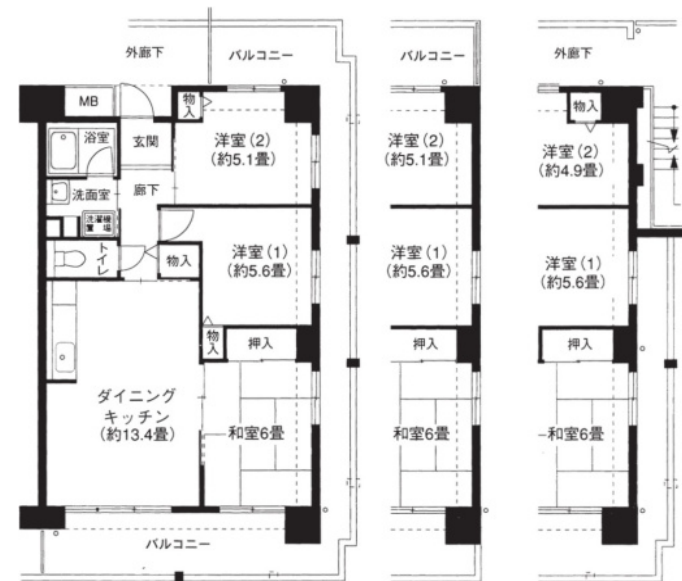 外廊下
バルコニー
MB
物
入
浴室
玄関
洋室(2)
(約5.1畳)
洗面室
廊下
洗濯機
置場
トイレ
物入
洋室(1)
(約5.6畳)
物
入
押入
ダイニング
キッチン
(約13.4畳)
和室6畳
バルコニー
バルコニー
洋室(2)
(約5.1畳)
洋室(1)
(約5.6畳)
押入
和室6畳
外廊下
物入
洋室(2)
(約4.9畳)
洋室(1)
(約5.6畳)
押入
和室6畳